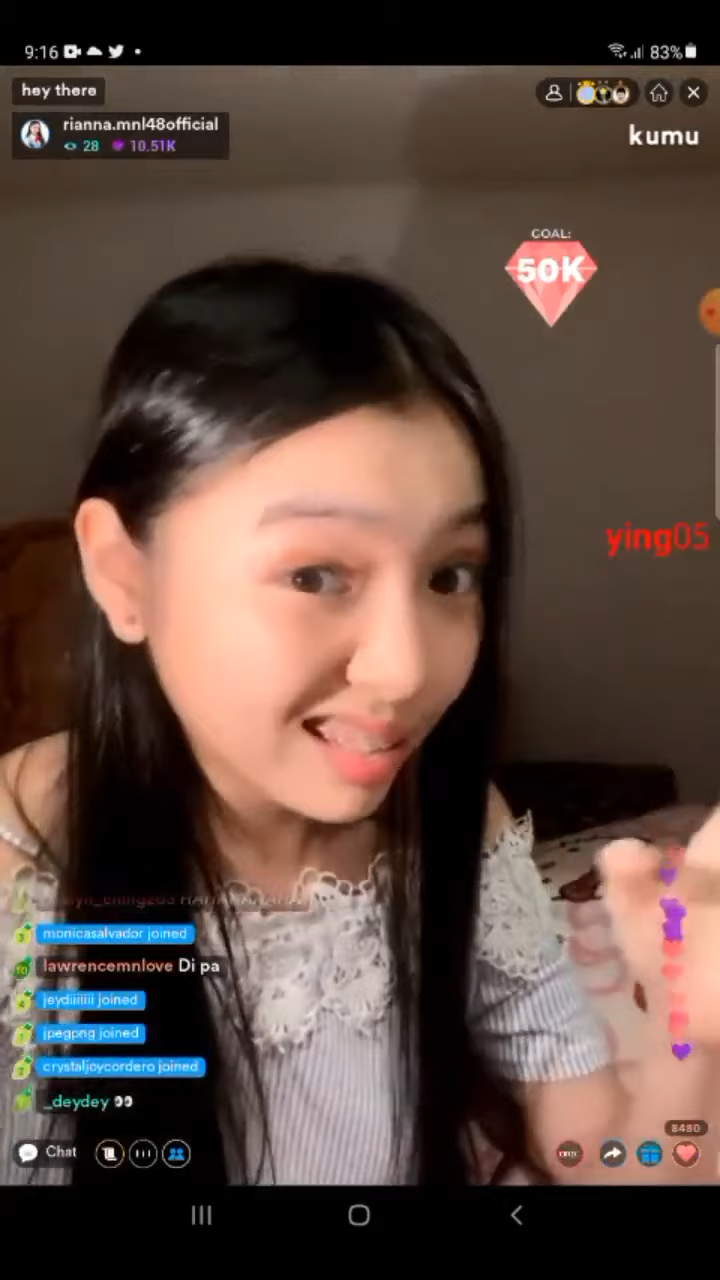 9:16
83%
hey there
rianna.mnl48official
28 10.51K
kumu
GOAL:
50K
ying05
HAHAHAHAHA
monicasalvador joined
lawrencemnlove Di pa
jeydiiiiiii joined
jpegpng joined
crystaljoycordero joined
_deydey 👀
8480
Chat